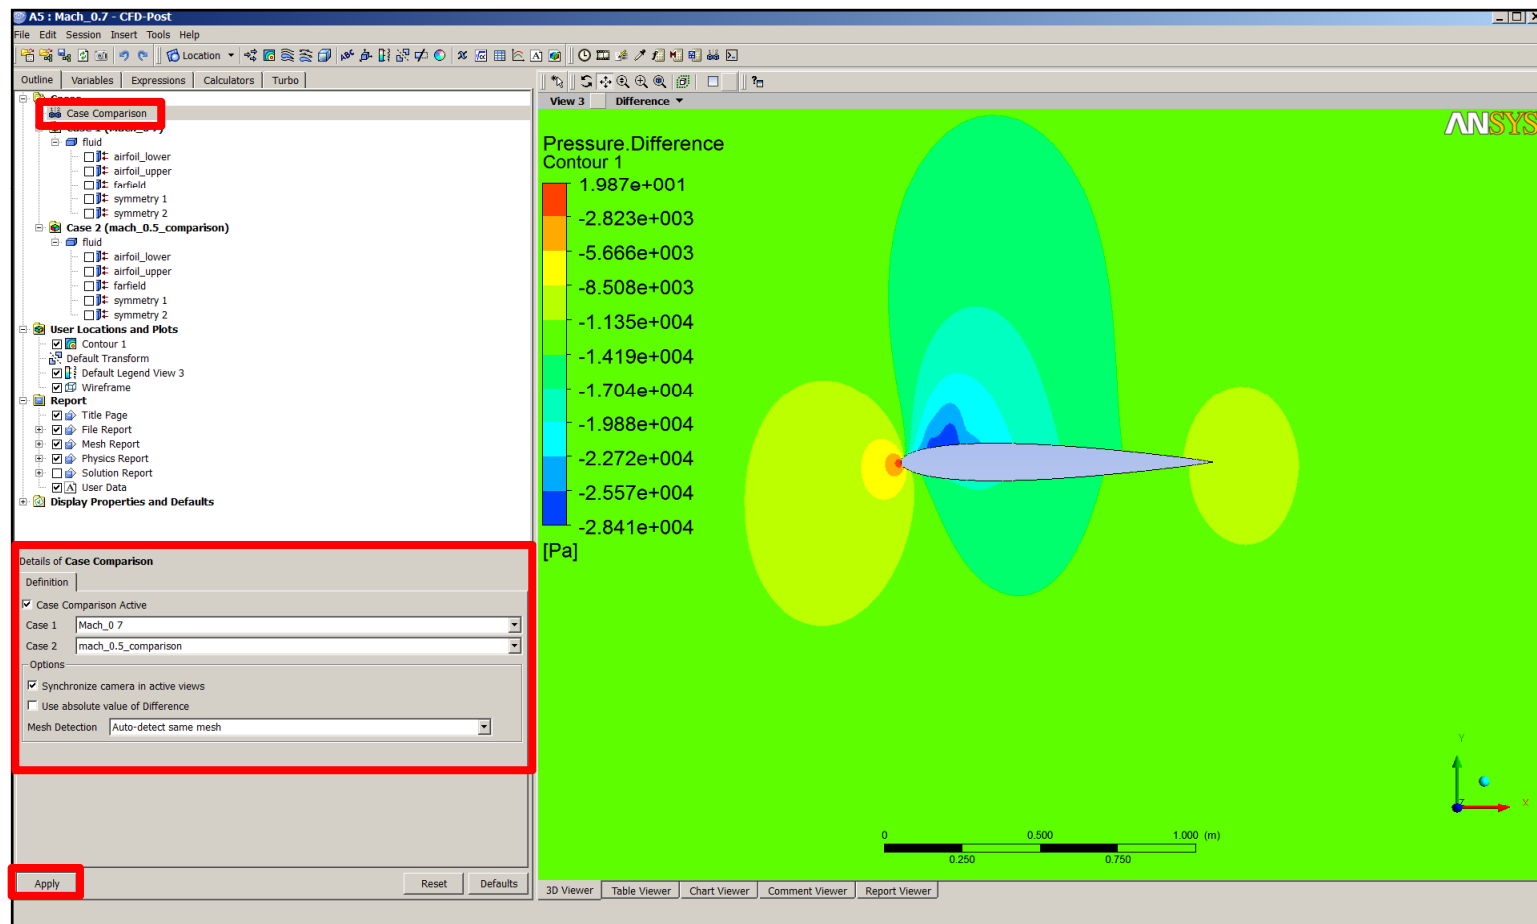 A5 : Mach_0.7 - CFD-Post
File Edit Session Insert Tools Help
Location
Outline Variables Expressions Calculators Turbo
Case Comparison
fluid
airfoil_lower
airfoil_upper
farfield
symmetry 1
symmetry 2
Case 2 (mach_0.5_comparison)
fluid
airfoil_lower
airfoil_upper
farfield
symmetry 1
symmetry 2
User Locations and Plots
Contour 1
Default Transform
Default Legend View 3
Wireframe
Report
Title Page
File Report
Mesh Report
Physics Report
Solution Report
User Data
Display Properties and Defaults
Details of Case Comparison
Definition
Case Comparison Active
Case 1 Mach_0 7
Case 2 mach_0.5_comparison
Options
Synchronize camera in active views
Use absolute value of Difference
Mesh Detection Auto-detect same mesh
Apply Reset Defaults
View 3 Difference
ANSYS
Pressure.Difference
Contour 1
1.987e+001
-2.823e+003
-5.666e+003
-8.508e+003
-1.135e+004
-1.419e+004
-1.704e+004
-1.988e+004
-2.272e+004
-2.557e+004
-2.841e+004
[Pa]
Y
Z X
0 0.500 1.000 (m)
0.250 0.750
3D Viewer Table Viewer Chart Viewer Comment Viewer Report Viewer